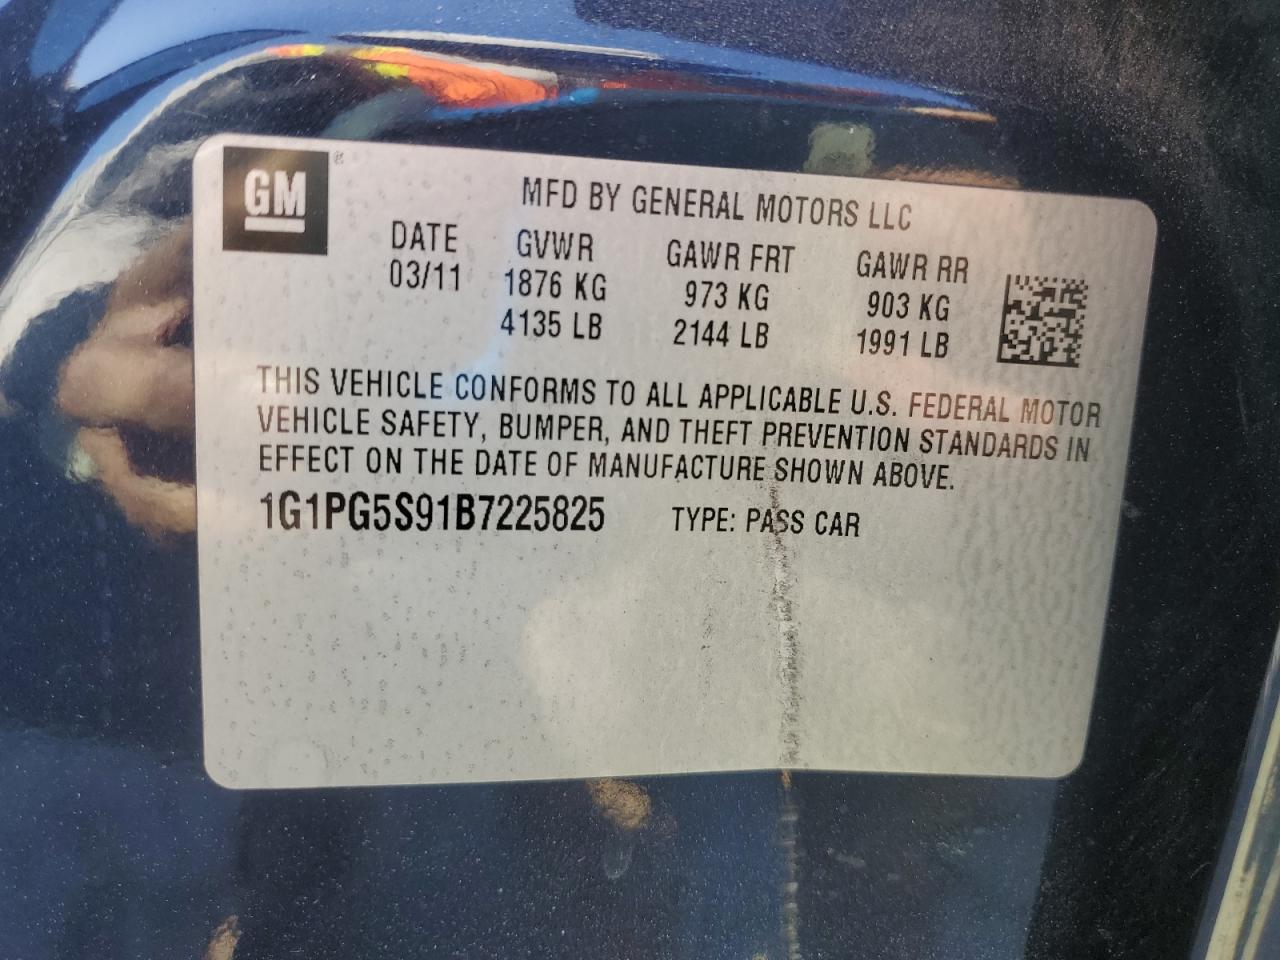 GM ®
MFD BY GENERAL MOTORS LLC
DATE GVWR GAWR FRT GAWR RR
03/11 1876 KG 973 KG 903 KG
4135 LB 2144 LB 1991 LB
THIS VEHICLE CONFORMS TO ALL APPLICABLE U.S. FEDERAL MOTOR
VEHICLE SAFETY, BUMPER, AND THEFT PREVENTION STANDARDS IN
EFFECT ON THE DATE OF MANUFACTURE SHOWN ABOVE.
1G1PG5S91B7225825 TYPE: PASS CAR